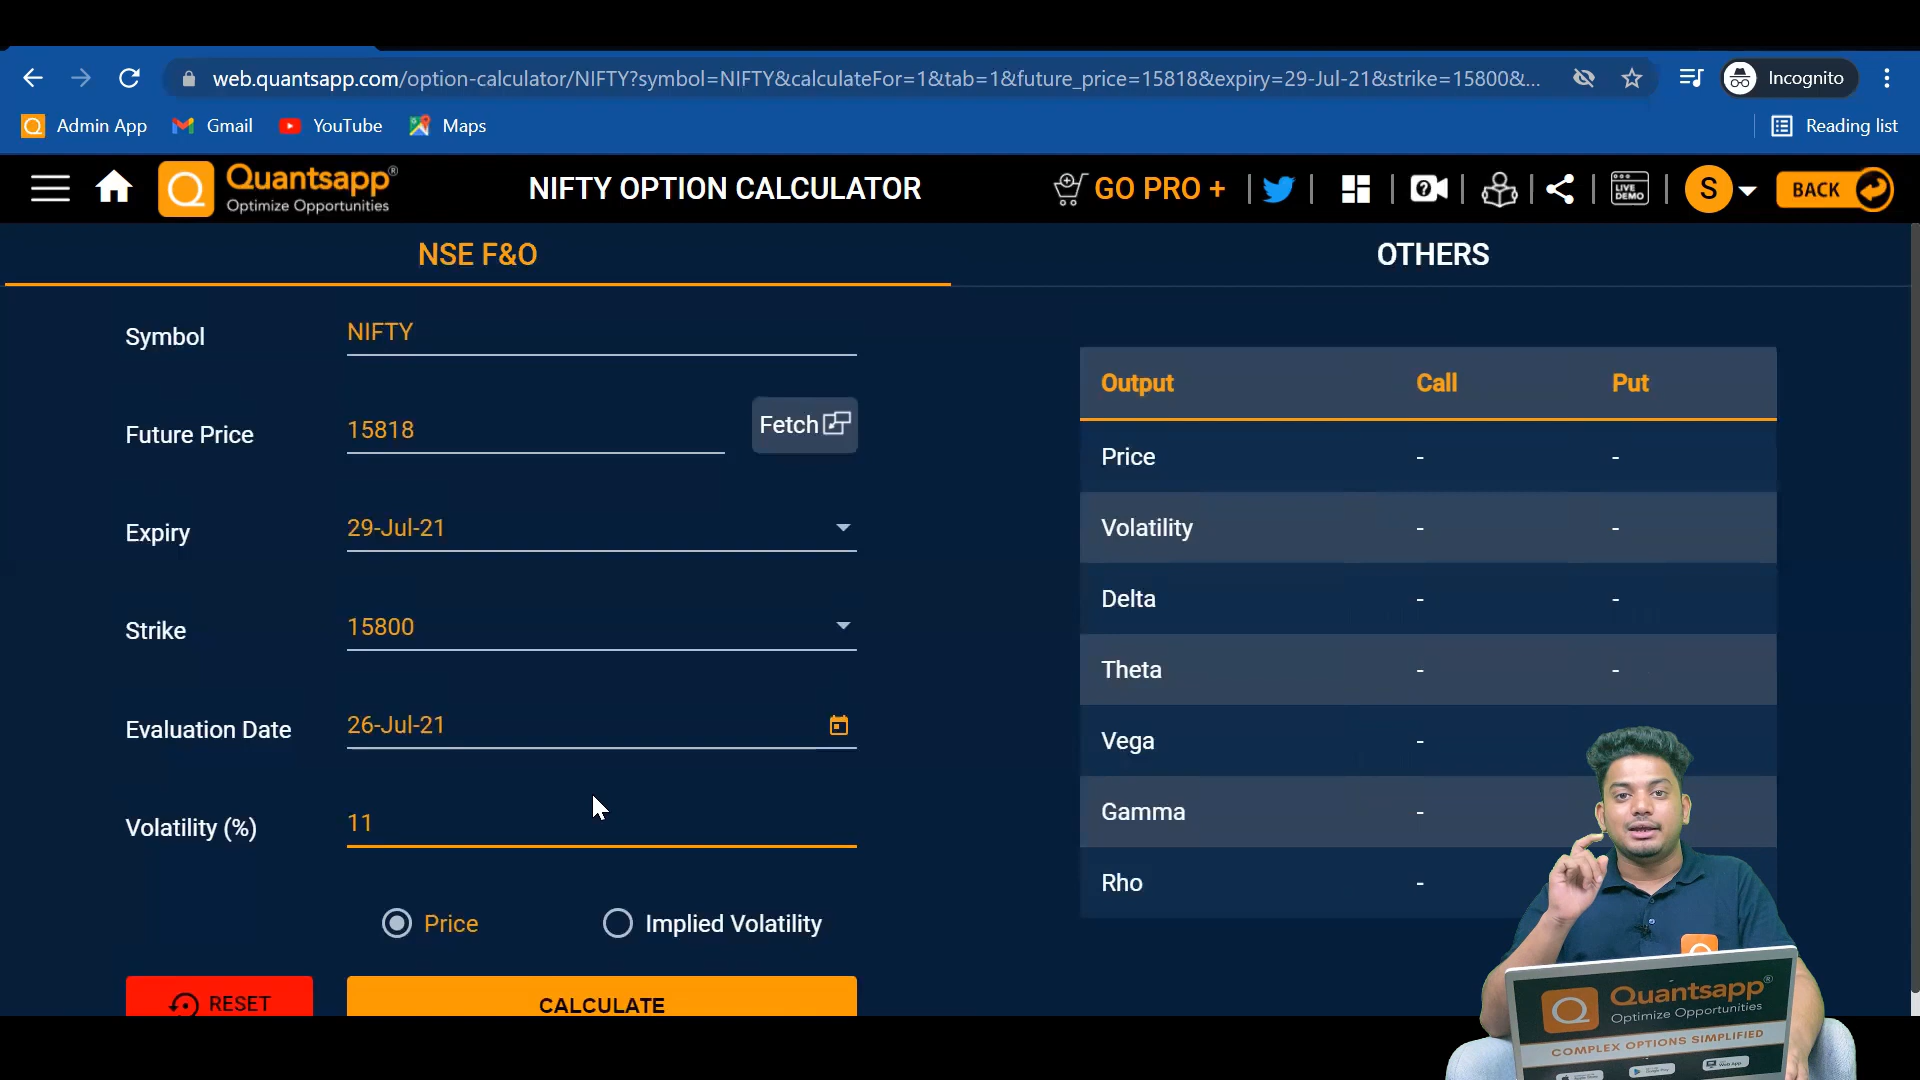 web.quantsapp.com/option-calculator/NIFTY?symbol=NIFTY&calculateFor=1&tab=1&future_price=15818&expiry=29-Jul-21&strike=15800&...
Incognito
Admin App
Gmail
YouTube
Maps
Reading list
Quantsapp®
Optimize Opportunities
NIFTY OPTION CALCULATOR
GO PRO +
LIVE DEMO
S
BACK
NSE F&O
OTHERS
Symbol
NIFTY
Future Price
15818
Fetch
Expiry
29-Jul-21
Strike
15800
Evaluation Date
26-Jul-21
Volatility (%)
11
Price
Implied Volatility
RESET
CALCULATE
Output Call Put
Price - -
Volatility - -
Delta - -
Theta - -
Vega -
Gamma -
Rho -
Quantsapp®
Optimize Opportunities
COMPLEX OPTIONS SIMPLIFIED